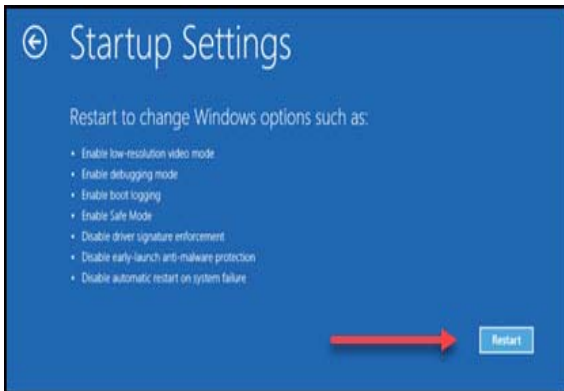 Startup Settings
Restart to change Windows options such as:
• Enable low-resolution video mode
• Enable debugging mode
• Enable boot logging
• Enable Safe Mode
• Disable driver signature enforcement
• Disable early-launch anti-malware protection
• Disable automatic restart on system failure
Restart